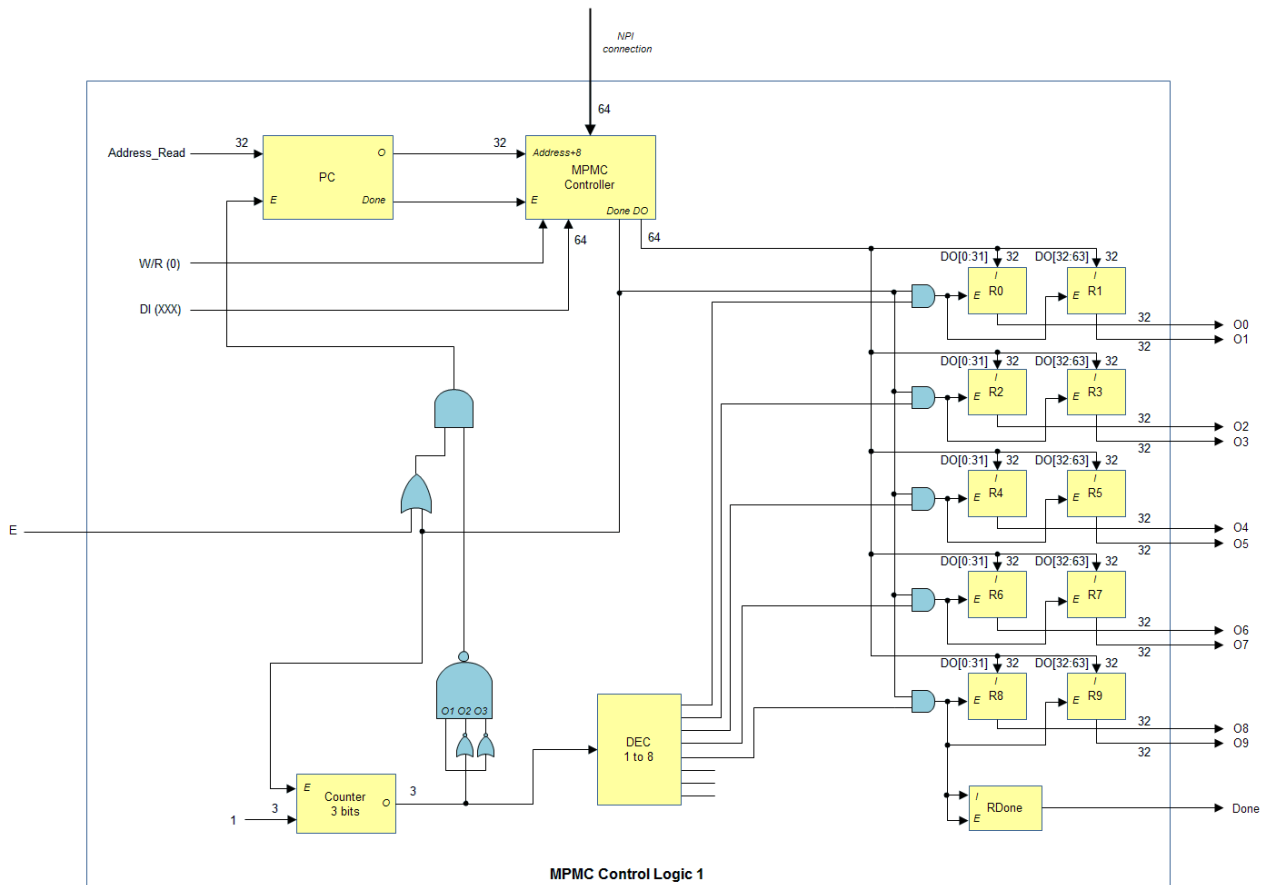 NPI
connection
64
Address_Read
32
O
PC
E
Done
32
Address+8
MPMC
Controller
E
Done DO
64
64
W/R (0)
DI (XXX)
DO[0:31]
32
DO[32:63]
32
I
E
R0
I
E
R1
32
O0
O1
32
DO[0:31]
32
DO[32:63]
32
I
E
R2
I
E
R3
32
O2
O3
32
DO[0:31]
32
DO[32:63]
32
I
E
R4
I
E
R5
32
O4
O5
32
DO[0:31]
32
DO[32:63]
32
I
E
R6
I
E
R7
32
O6
O7
32
DO[0:31]
32
DO[32:63]
32
I
E
R8
I
E
R9
32
O8
O9
32
E
O1 O2 O3
DEC
1 to 8
E
Counter
3 bits
O
3
3
1
I
E
RDone
Done
MPMC Control Logic 1